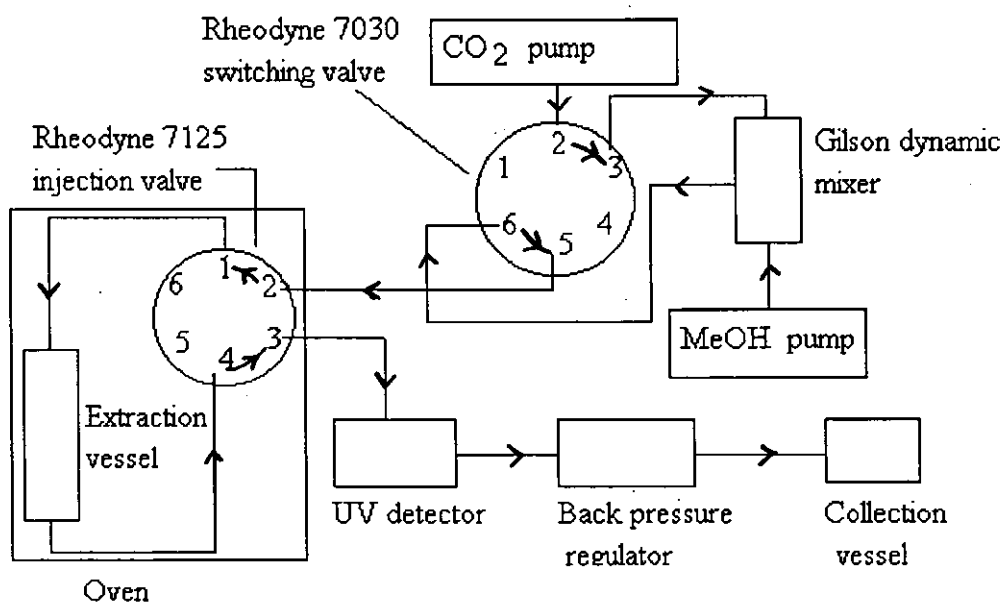 Rheodyne 7030
switching valve
CO2 pump
Rheodyne 7125
injection valve
Gilson dynamic
mixer
1
2
3
4
5
6
MeOH pump
1
2
3
4
5
6
Extraction
vessel
UV detector
Back pressure
regulator
Collection
vessel
Oven